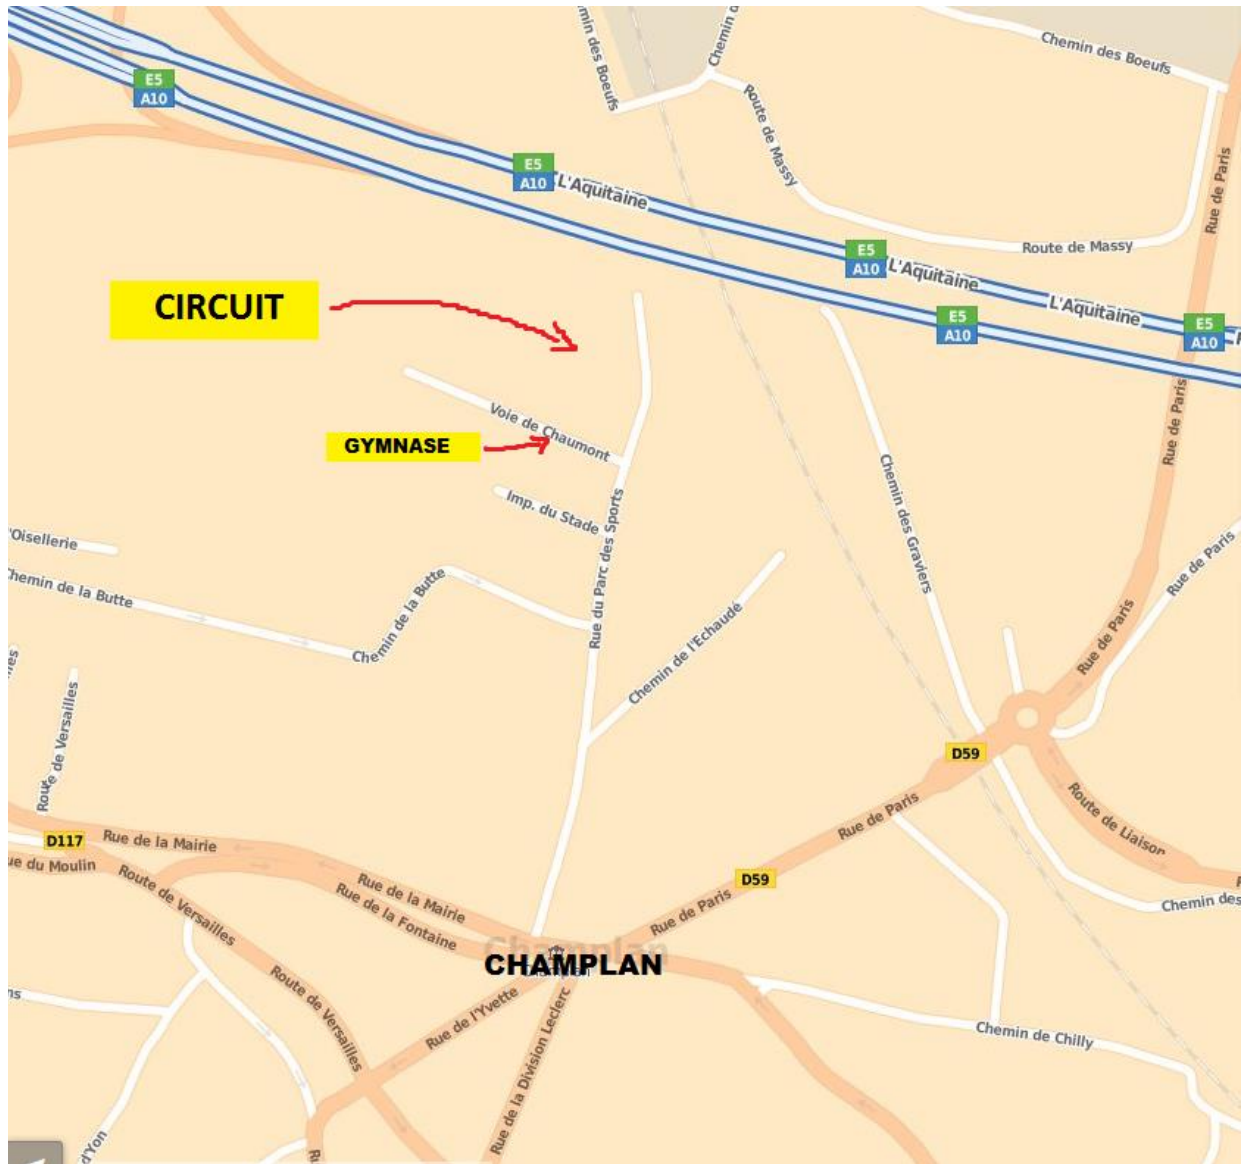 Chemin des Boeufs
min des Boeufs
Chemin d
E5
A10
Route de Massy
E5
A10
L'Aquitaine
Rue de Paris
Route de Massy
E5
A10
L'Aquitaine
L'Aquitaine
CIRCUIT
E5
A10
E5
A10
Voie de Chaumont
Rue de Paris
GYMNASE
Imp. du Stade
Chemin des Graviers
'Oisellerie
Rue du Parc des Sports
Rue de Paris
Chemin de la Butte
Chemin de la Butte
Chemin de l'Echaudé
Rue de Paris
Route de Versailles
D59
Route de Liaison
Rue de Paris
D117
Rue de la Mairie
ue du Moulin
Route de Versailles
Rue de la Mairie
D59
Rue de la Fontaine
Rue de Paris
Chemin des
Champlan
CHAMPLAN
Route de Versailles
Rue de l'Yvette
Rue de la Division Leclerc
Chemin de Chilly
ns
d'Yon